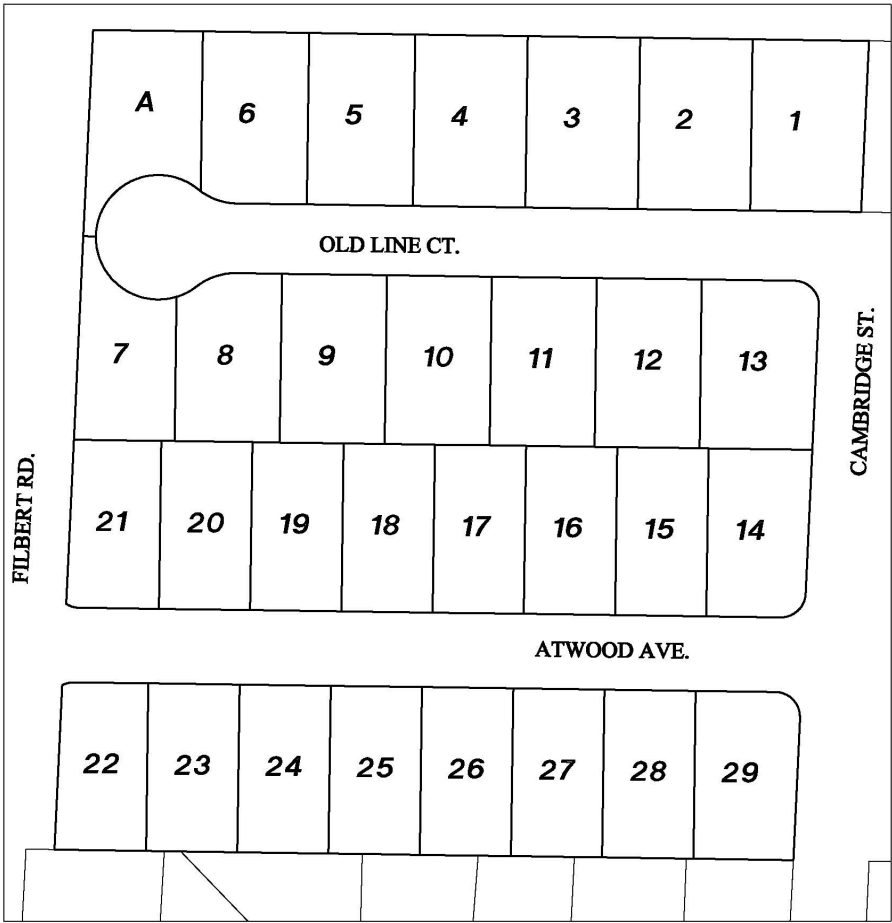 A 6 5 4 3 2 1
OLD LINE CT.
7 8 9 10 11 12 13
CAMBRIDGE ST.
FILBERT RD.
21 20 19 18 17 16 15 14
ATWOOD AVE.
22 23 24 25 26 27 28 29